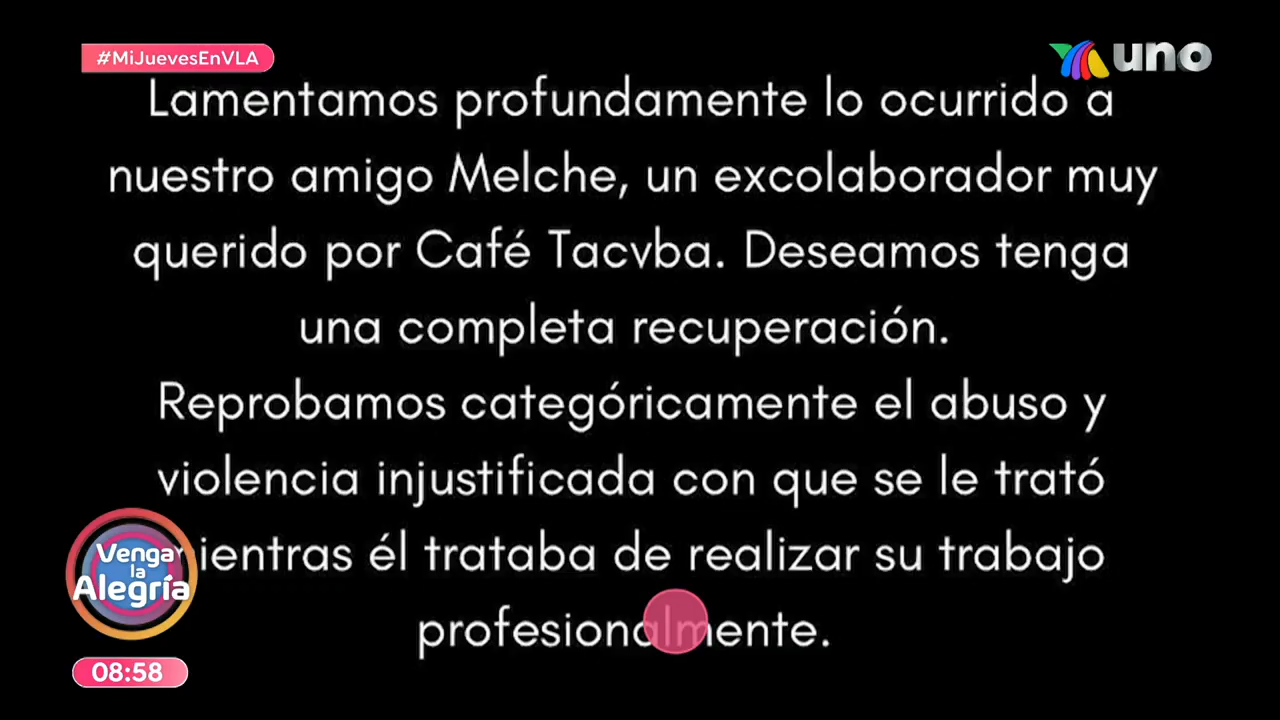 #MiJuevesEnVLA
uno
Lamentamos profundamente lo ocurrido a
nuestro amigo Melche, un excolaborador muy
querido por Café Tacvba. Deseamos tenga
una completa recuperación.
Reprobamos categóricamente el abuso y
violencia injustificada con que se le trató
mientras él trataba de realizar su trabajo
profesionalmente.
Venga
la
Alegría
08:58